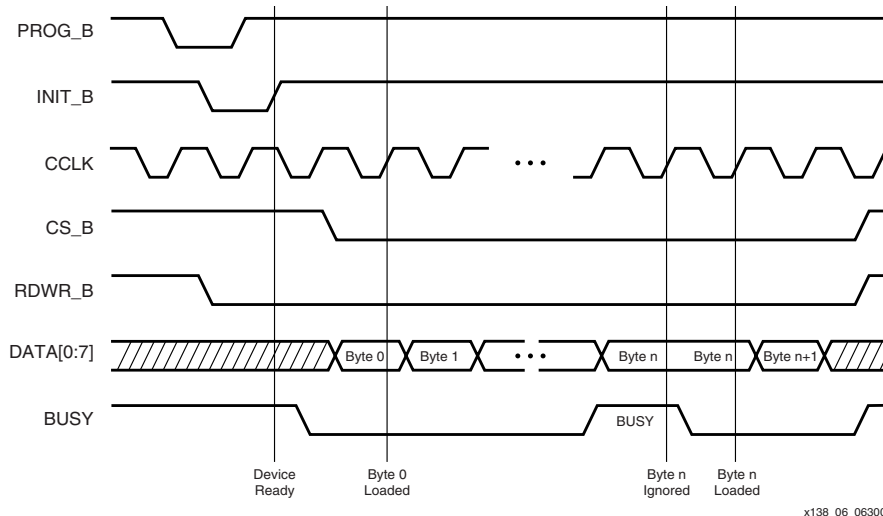 PROG_B
INIT_B
CCLK
CS_B
RDWR_B
DATA[0:7] Byte 0 Byte 1 Byte n Byte n Byte n+1
BUSY BUSY
Device Ready
Byte 0 Loaded
Byte n Ignored
Byte n Loaded
x138_06_06300